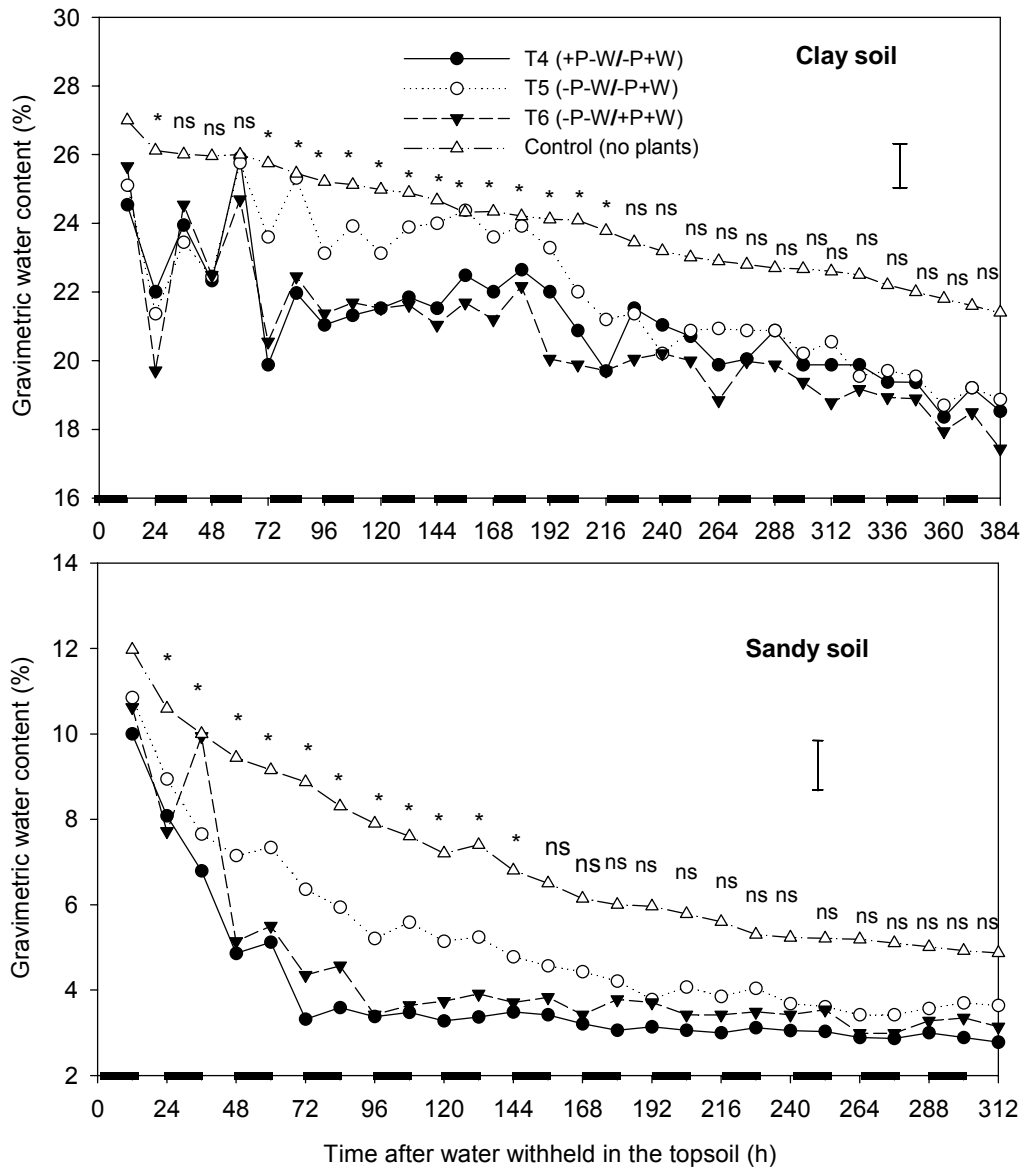 30
28
26
24
22
20
18
16
Gravimetric water content (%)
T4 (+P-W/-P+W)
T5 (-P-W/-P+W)
T6 (-P-W/+P+W)
Control (no plants)
Clay soil
* ns ns ns * * * * * * * * * * * * * ns ns ns ns ns ns ns ns ns ns ns ns ns
0 24 48 72 96 120 144 168 192 216 240 264 288 312 336 360 384
14
12
10
8
6
4
2
Gravimetric water content (%)
Sandy soil
* * * * * * * * * * * ns ns ns ns ns ns ns ns ns ns ns ns ns
0 24 48 72 96 120 144 168 192 216 240 264 288 312
Time after water withheld in the topsoil (h)